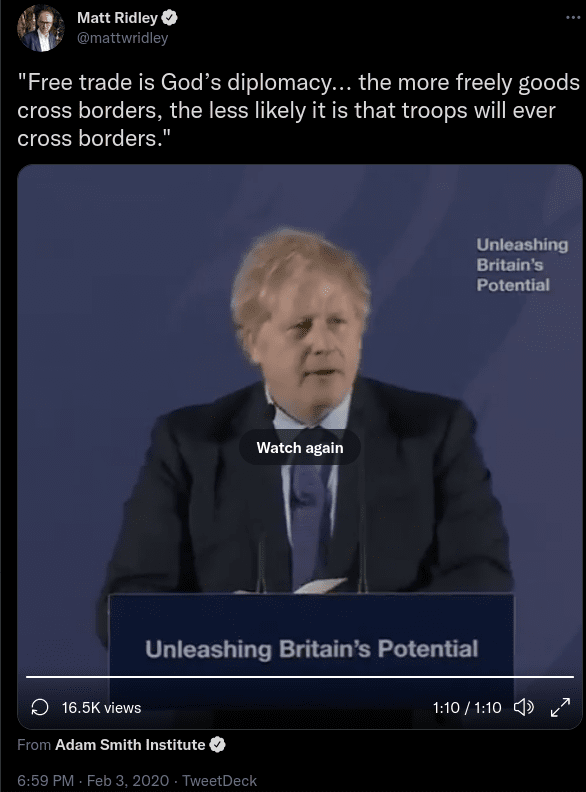 Matt Ridley
@mattwridley
"Free trade is God’s diplomacy... the more freely goods
cross borders, the less likely it is that troops will ever
cross borders."
Unleashing
Britain's
Potential
Watch again
Unleashing Britain's Potential
16.5K views
1:10 / 1:10
From Adam Smith Institute
6:59 PM · Feb 3, 2020 · TweetDeck